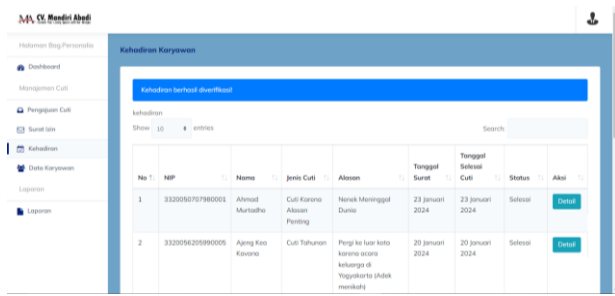 MA CV. Mandiri Abadi
Halaman Bag.Personalia
Kehadiran Karyawan
Dashboard
Manajemen Cuti
Pengajuan Cuti
Surat Izin
Kehadiran
Data Karyawan
Laporan
Laporan
Kehadiran berhasil diverifikasi!
kehadiran
Show 10 entries
Search:
No NIP Nama Jenis Cuti Alasan Tanggal Surat Tanggal Selesai Cuti Status Aksi
1 3320050707980001 Ahmad Murtadho Cuti Karena Alasan Penting Nenek Meninggal Dunia 23 Januari 2024 23 Januari 2024 Selesai Detail
2 3320056205990005 Ajeng Kea Kavana Cuti Tahunan Pergi ke luar kota karena acara keluarga di Yogyakarta (Adek menikah) 20 Januari 2024 20 Januari 2024 Selesai Detail